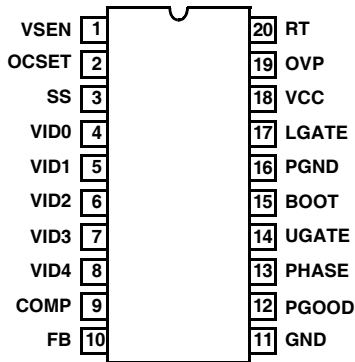 VSEN 1 20 RT
OCSET 2 19 OVP
SS 3 18 VCC
VID0 4 17 LGATE
VID1 5 16 PGND
VID2 6 15 BOOT
VID3 7 14 UGATE
VID4 8 13 PHASE
COMP 9 12 PGOOD
FB 10 11 GND